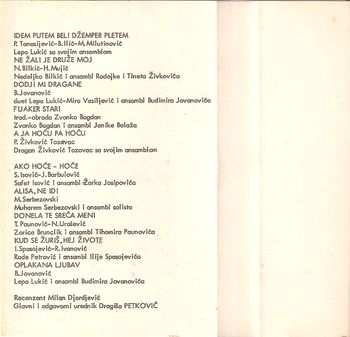 IDEM PUTEM BELI DŽEMPER PLETEM
P. Tanasijević-B. Ilić-M. Milutinović
Lepa Lukić sa svojim ansamblom
NE ŽALI JE DRUŽE MOJ
N. Bilkić-H. Mujić
Nedeljko Bilkić i ansambl Radojke i Tineta Živkovića
DODJI MI DRAGANE
B. Jovanović
duet Lepa Lukić-Mira Vasiljević i ansambl Budimira Jovanovića
FIJAKER STARI
trad.-obrada Zvonko Bogdan
Zvonko Bogdan i ansambl Janike Balaža
A JA HOĆU PA HOĆU
P. Živković Tozovac
Dragan Živković Tozovac sa svojim ansamblom
AKO HOĆE - HOĆE
S. Isović-J. Barbulović
Safet Isović i ansambl Žarka Josipovića
ALISA, NE IDI
M. Serbezovski
Muharem Serbezovski i ansambl solista
DONELA TE SREĆA MENI
T. Paunović-N. Urošević
Zorica Brunclik i ansambl Tihomira Paunovića
KUD SE ŽURIŠ, HEJ ŽIVOTE
I. Spasojević-R. Ivanović
Rade Petrović i ansambl Ilije Spasojevića
OPLAKANA LJUBAV
B. Jovanović
Lepa Lukić i ansambl Budimira Jovanovića
Recenzent Milan Djordjević
Glavni i odgovorni urednik Dragiša PETKOVIĆ